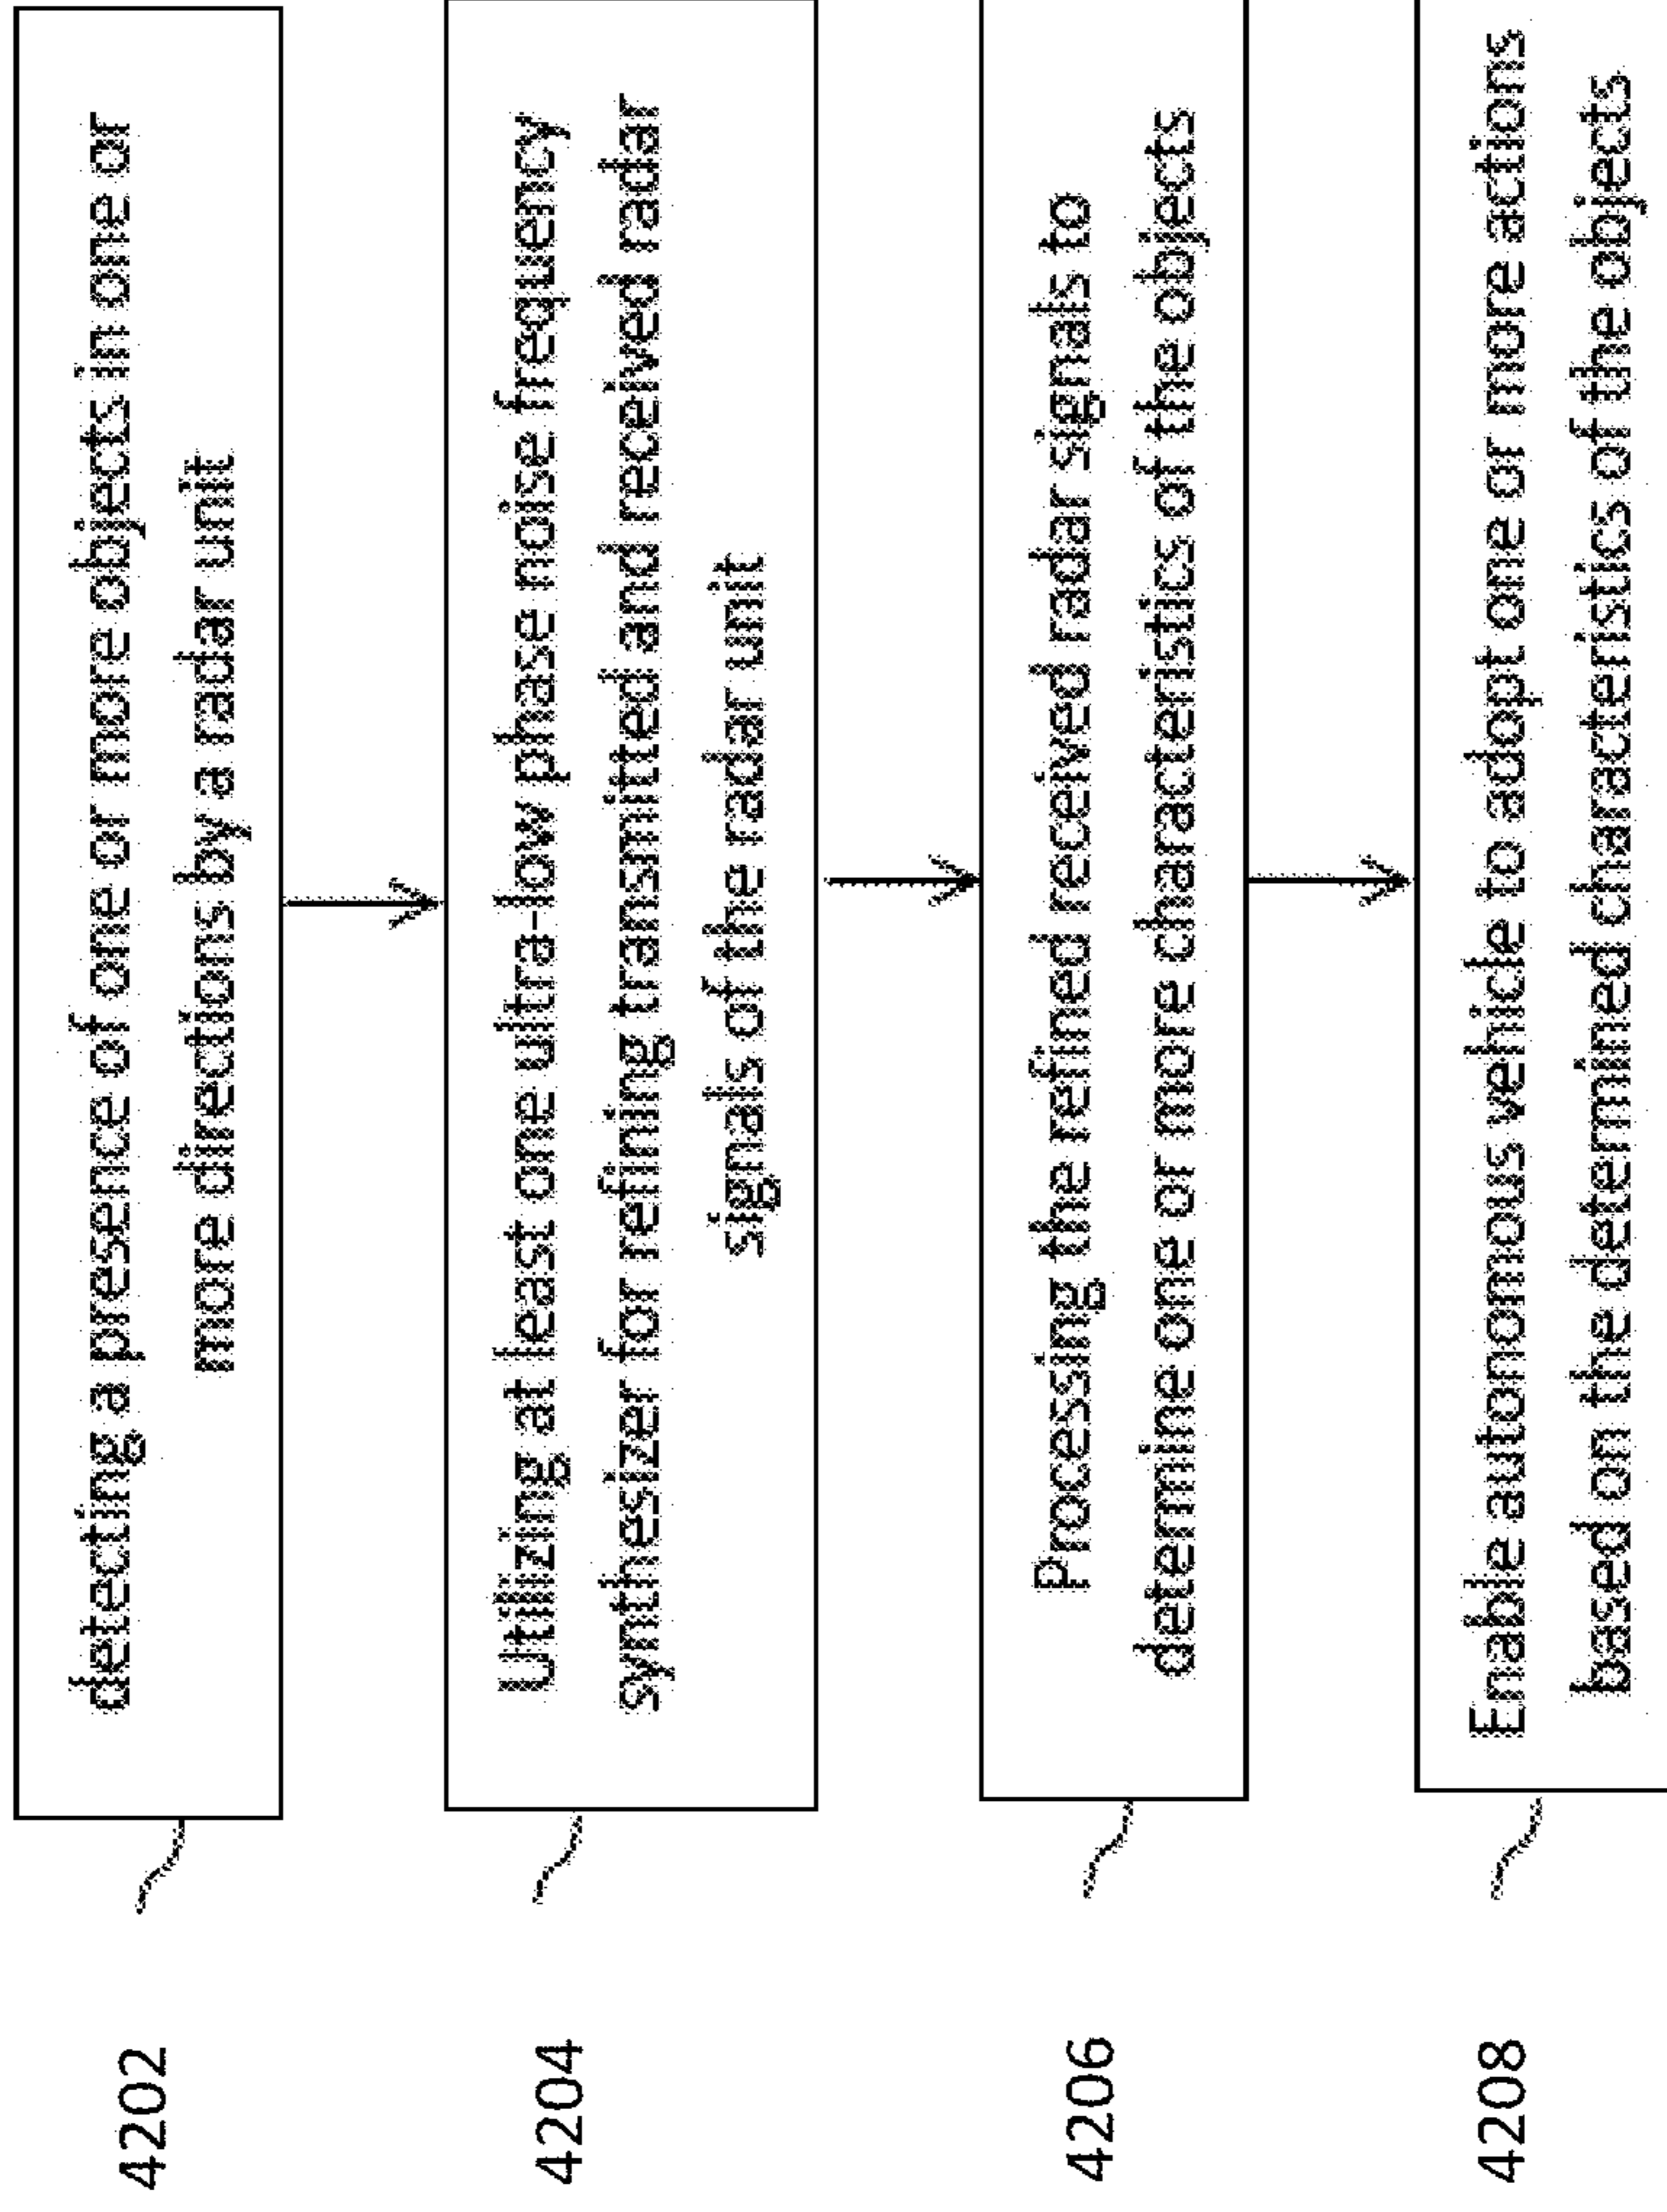 4202
detecting a presence of one or more objects in one or
more directions by a radar unit
4204
Utilizing at least one ultra-low phase noise frequency
synthesizer for refining transmitted and received radar
signals of the radar unit
4206
Processing the refined received radar signals to
determine one or more characteristics of the objects
4208
Enable autonomous vehicle to adopt one or more actions
based on the determined characteristics of the objects